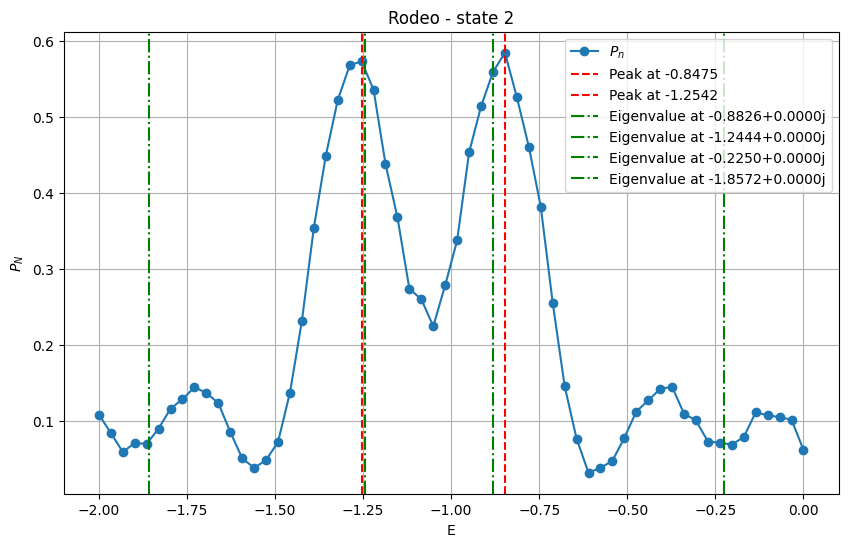 Rodeo - state 2
P_n
Peak at -0.8475
Peak at -1.2542
Eigenvalue at -0.8826+0.0000j
Eigenvalue at -1.2444+0.0000j
Eigenvalue at -0.2250+0.0000j
Eigenvalue at -1.8572+0.0000j
0.6
0.5
0.4
0.3
0.2
0.1
P_N
−2.00 −1.75 −1.50 −1.25 −1.00 −0.75 −0.50 −0.25 0.00
E